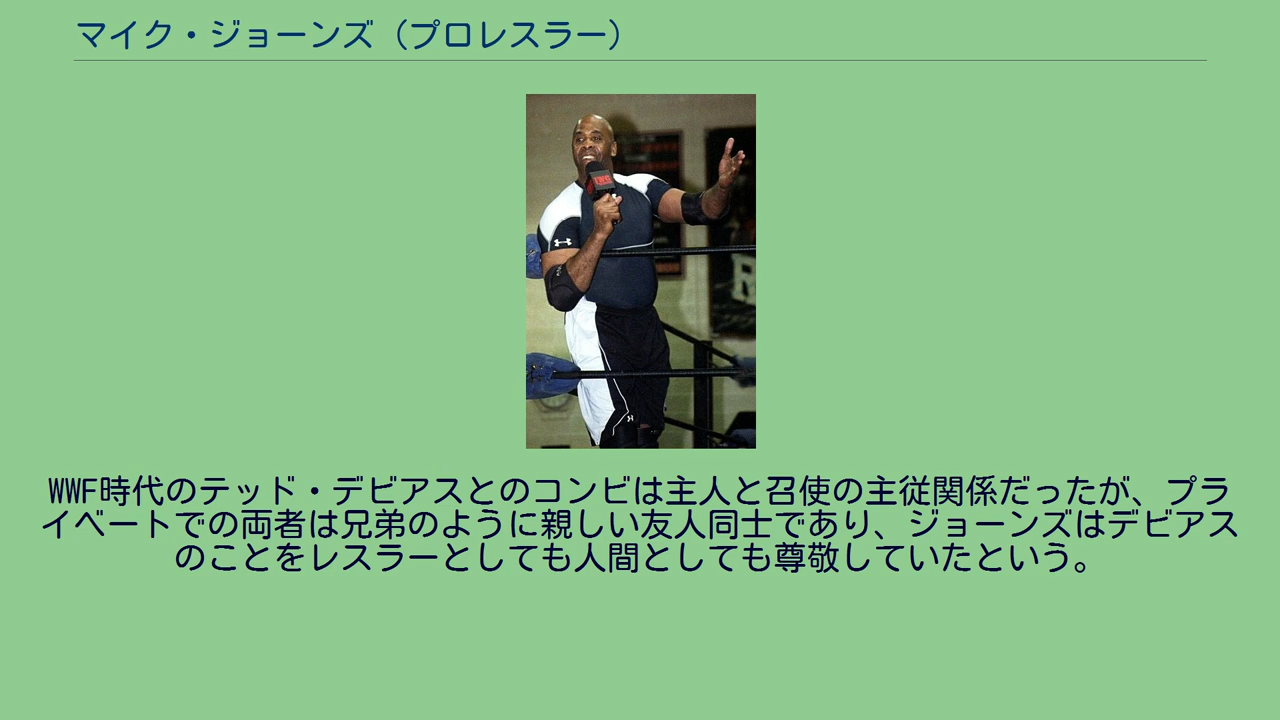 マイク・ジョーンズ（プロレスラー）
WWF時代のテッド・デビアスとのコンビは主人と召使の主従関係だったが、プラ
イベートでの両者は兄弟のように親しい友人同士であり、ジョーンズはデビアス
のことをレスラーとしても人間としても尊敬していたという。